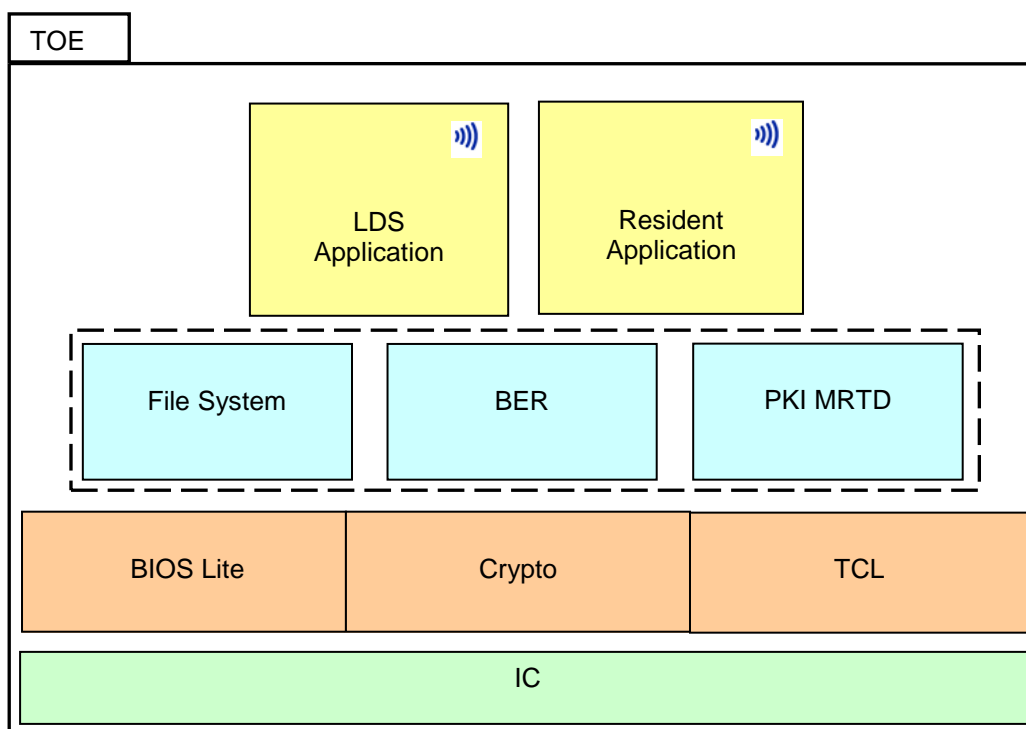 TOE
LDS
Application
Resident
Application
File System
BER
PKI MRTD
BIOS Lite
Crypto
TCL
IC